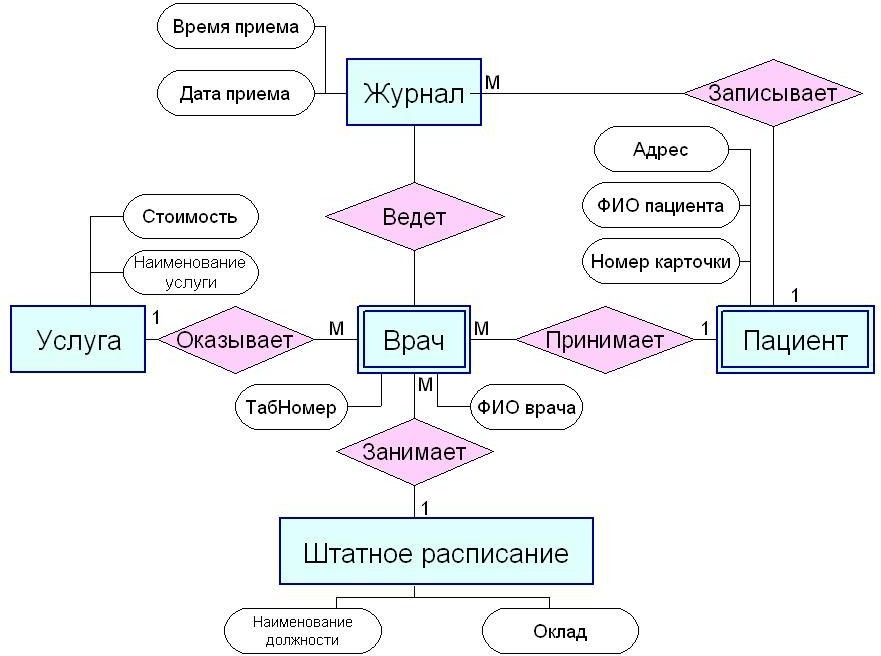 Время приема
Дата приема
Журнал
М
Записывает
Адрес
ФИО пациента
Номер карточки
Ведет
Стоимость
Наименование
услуги
1
Услуга
1
Оказывает
М
Врач
М
Принимает
1
Пациент
ТабНомер
М
ФИО врача
Занимает
1
Штатное расписание
Наименование
должности
Оклад